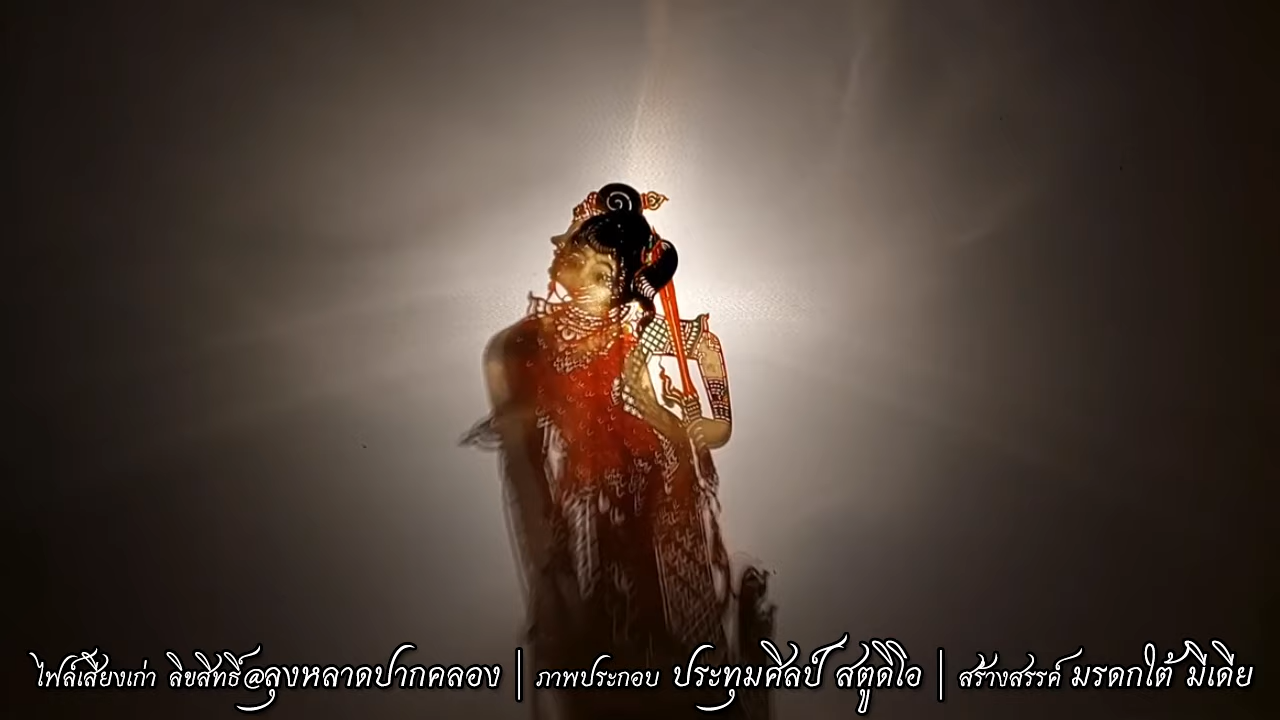 ไฟล์เสียงเก่า ลิขสิทธิ์@ลุงหลาดปากคลอง | ภาพประกอบ ประทุมศิลป์ สตูดิโอ | สร้างสรรค์ มรดกใต้ มีเดีย